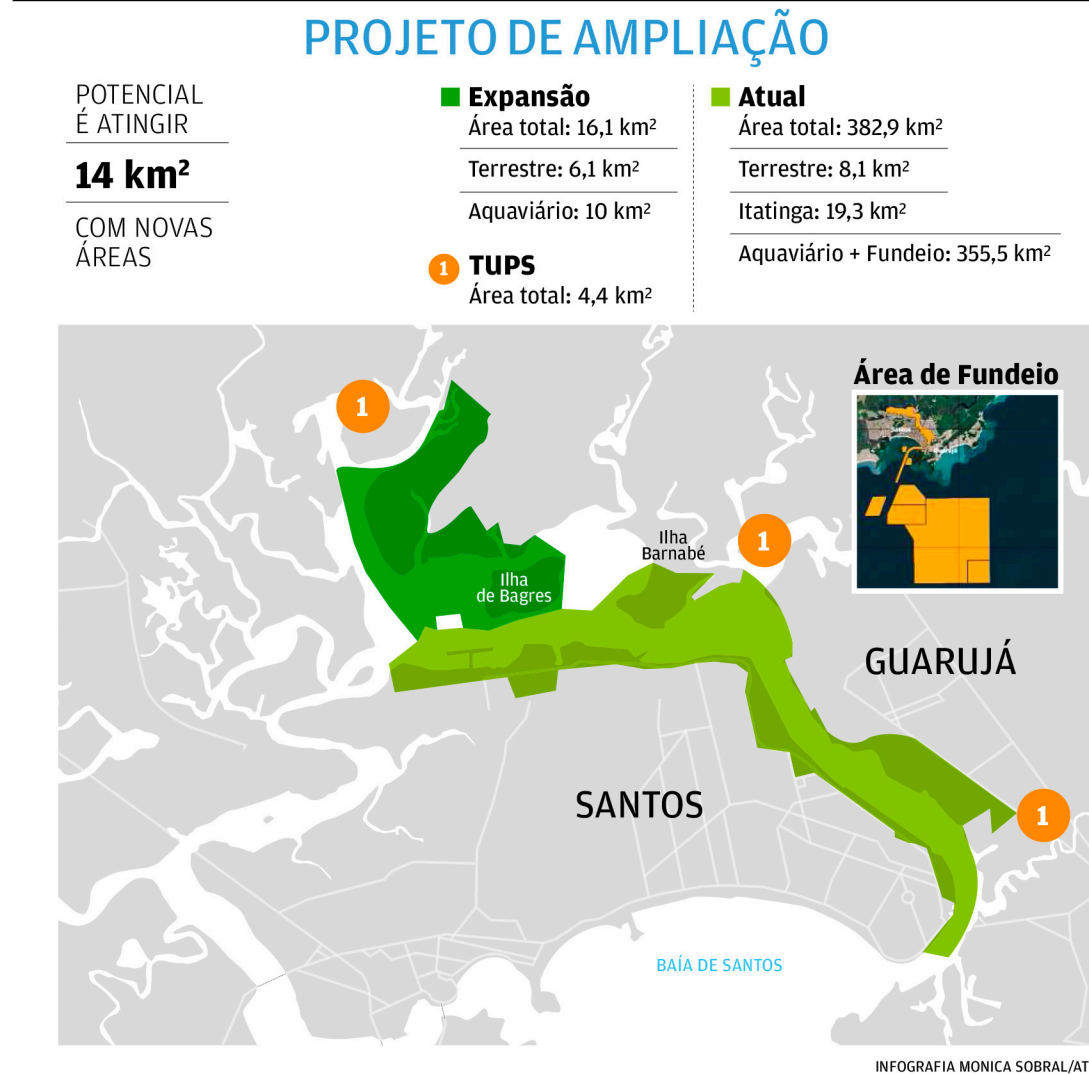 PROJETO DE AMPLIAÇÃO
POTENCIAL
É ATINGIR
14 km²
COM NOVAS
ÁREAS
Expansão
Área total: 16,1 km²
Terrestre: 6,1 km²
Aquaviário: 10 km²
1 TUPS
Área total: 4,4 km²
Atual
Área total: 382,9 km²
Terrestre: 8,1 km²
Itatinga: 19,3 km²
Aquaviário + Fundeio: 355,5 km²
Área de Fundeio
Santos
1
Ilha
Barnabé
1
Ilha
de Bagres
GUARUJÁ
SANTOS
1
BAÍA DE SANTOS
INFOGRAFIA MONICA SOBRAL/AT